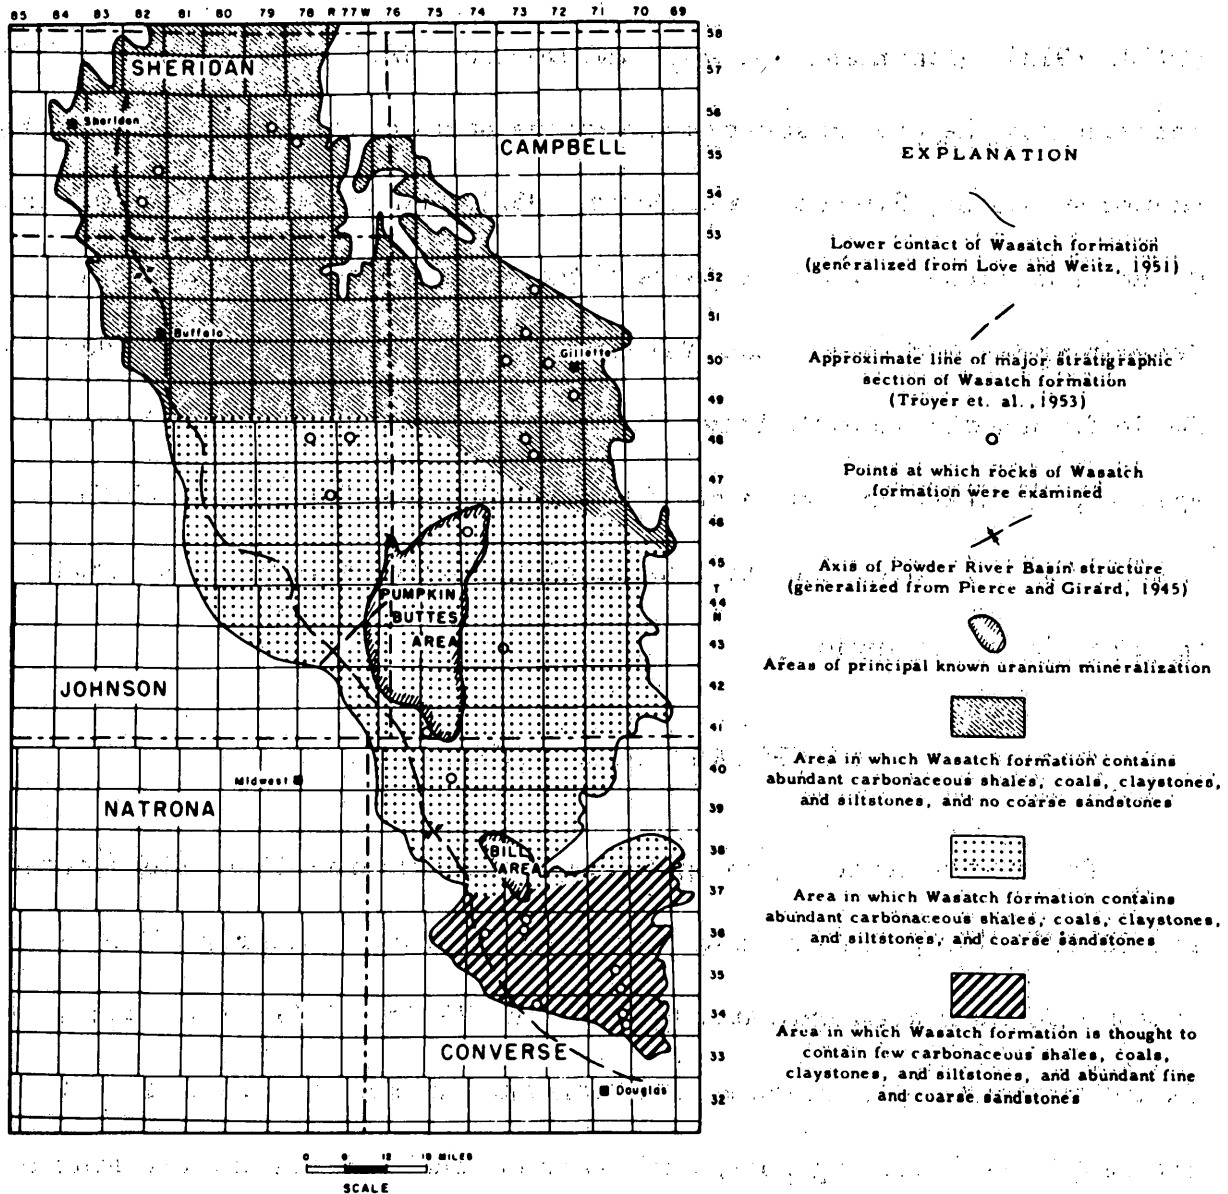 85 84 83 82 81 80 79 78 R 77 W 76 75 74 73 72 71 70 69
58
57
56
55
54
53
52
51
50
49
48
47
46
45
T
44
N
43
42
41
40
39
38
37
36
35
34
33
32
SHERIDAN
Sheridan
CAMPBELL
Buffalo
Gillette
PUMPKIN
BUTTES
AREA
JOHNSON
Midwest
NATRONA
BILL
AREA
CONVERSE
Douglas
0 6 12 18 MILES
SCALE
EXPLANATION
Lower contact of Wasatch formation
(generalized from Love and Weitz, 1951)
Approximate line of major stratigraphic
section of Wasatch formation
(Troyer et. al., 1953)
Points at which rocks of Wasatch
formation were examined
Axis of Powder River Basin structure
(generalized from Pierce and Girard, 1945)
Areas of principal known uranium mineralization
Area in which Wasatch formation contains
abundant carbonaceous shales, coals, claystones,
and siltstones, and no coarse sandstones
Area in which Wasatch formation contains
abundant carbonaceous shales, coals, claystones,
and siltstones, and coarse sandstones
Area in which Wasatch formation is thought to
contain few carbonaceous shales, coals,
claystones, and siltstones, and abundant fine
and coarse sandstones